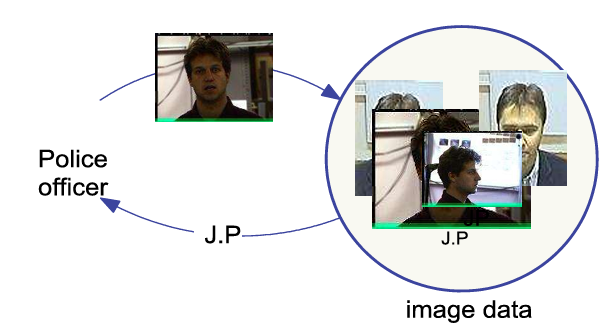 Police
officer
J.P
J.P
image data